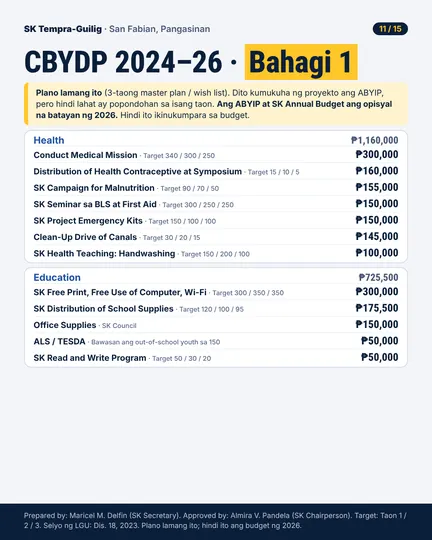 SK Tempra-Guilig · San Fabian, Pangasinan
11 / 15
CBYDP 2024–26 · Bahagi 1
Plano lamang ito (3-taong master plan / wish list). Dito kumukuha ng proyekto ang ABYIP,
pero hindi lahat ay popondohan sa isang taon. Ang ABYIP at SK Annual Budget ang opisyal
na batayan ng 2026. Hindi ito ikinukumpara sa budget.
Health ₱1,160,000
Conduct Medical Mission · Target 340 / 300 / 250 ₱300,000
Distribution of Health Contraceptive at Symposium · Target 15 / 10 / 5 ₱160,000
SK Campaign for Malnutrition · Target 90 / 70 / 50 ₱155,000
SK Seminar sa BLS at First Aid · Target 300 / 250 / 250 ₱150,000
SK Project Emergency Kits · Target 150 / 100 / 100 ₱150,000
Clean-Up Drive of Canals · Target 30 / 20 / 15 ₱145,000
SK Health Teaching: Handwashing · Target 150 / 200 / 100 ₱100,000
Education ₱725,500
SK Free Print, Free Use of Computer, Wi-Fi · Target 300 / 350 / 350 ₱300,000
SK Distribution of School Supplies · Target 120 / 100 / 95 ₱175,500
Office Supplies · SK Council ₱150,000
ALS / TESDA · Bawasan ang out-of-school youth sa 150 ₱50,000
SK Read and Write Program · Target 50 / 30 / 20 ₱50,000
Prepared by: Maricel M. Delfin (SK Secretary). Approved by: Almira V. Pandela (SK Chairperson). Target: Taon 1 /
2 / 3. Selyo ng LGU: Dis. 18, 2023. Plano lamang ito; hindi ito ang budget ng 2026.